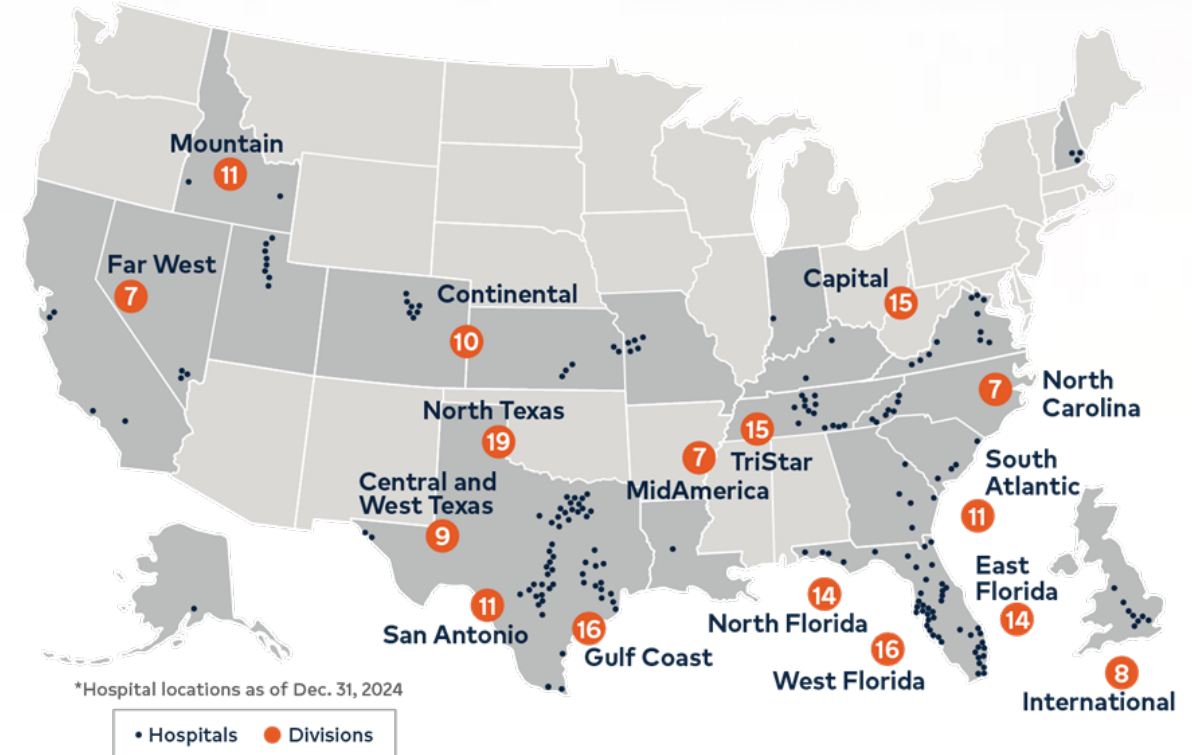 Mountain
11
Far West
7
Continental
10
Capital
15
North Texas
19
Central and
West Texas
9
San Antonio
11
Gulf Coast
16
MidAmerica
7
TriStar
15
North
Carolina
7
South
Atlantic
11
East
Florida
14
North Florida
14
West Florida
16
International
8
*Hospital locations as of Dec. 31, 2024
Hospitals
Divisions